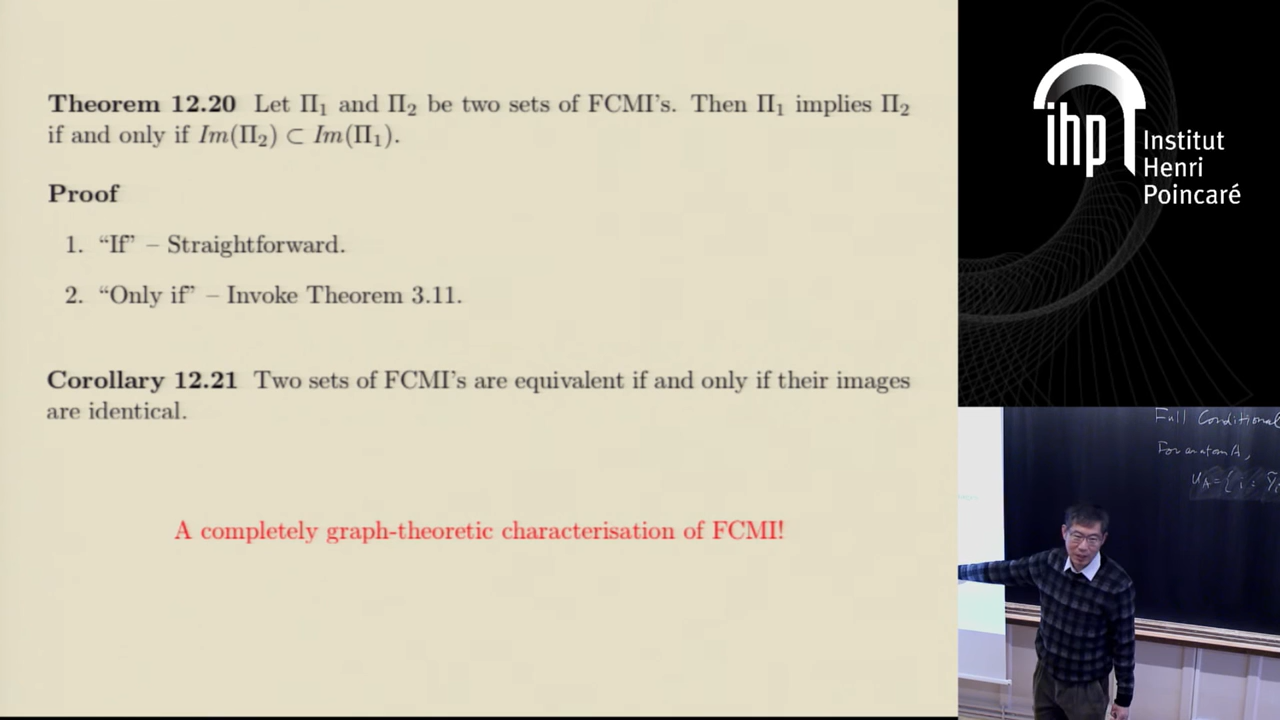 Theorem 12.20 Let Π₁ and Π₂ be two sets of FCMI's. Then Π₁ implies Π₂
if and only if Im(Π₂) ⊂ Im(Π₁).
Proof
1. “If” – Straightforward.
2. “Only if” – Invoke Theorem 3.11.
Corollary 12.21 Two sets of FCMI's are equivalent if and only if their images
are identical.
A completely graph-theoretic characterisation of FCMI!
ihp Institut
Henri
Poincaré
Full Conditional
For an atom A,